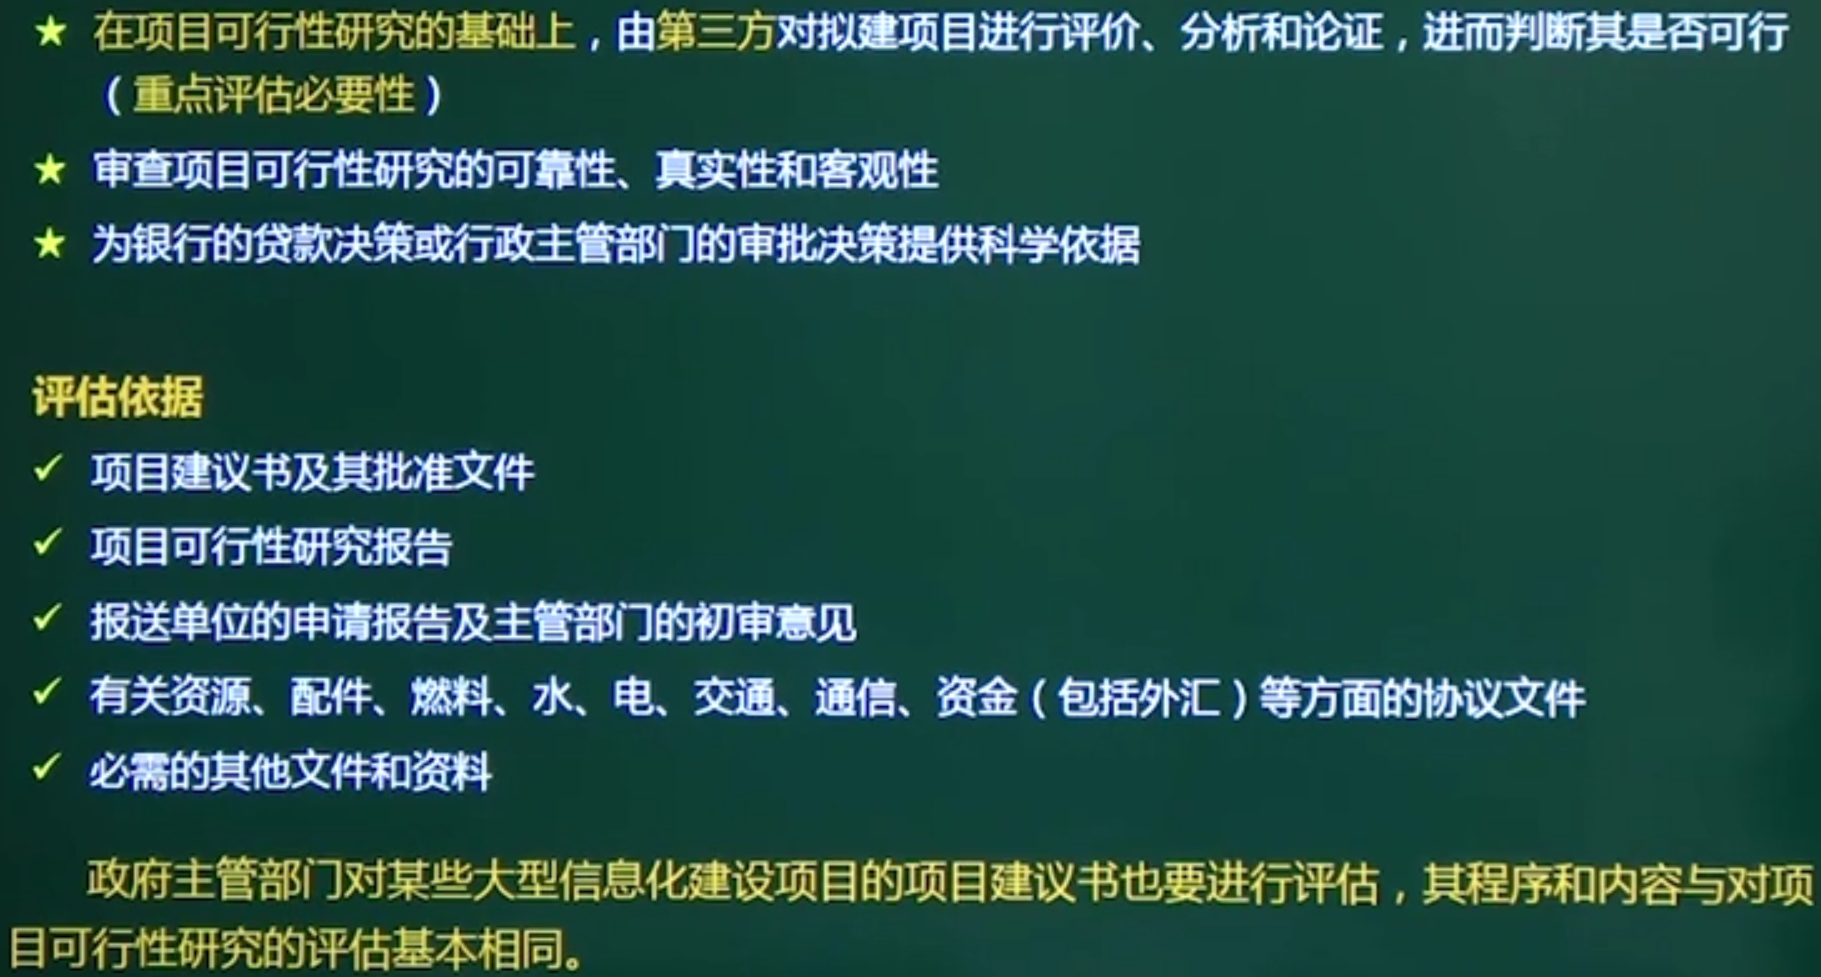 ★ 在项目可行性研究的基础上，由第三方对拟建项目进行评价、分析和论证，进而判断其是否可行
（重点评估必要性）
★ 审查项目可行性研究的可靠性、真实性和客观性
★ 为银行的贷款决策或行政主管部门的审批决策提供科学依据
评估依据
✓ 项目建议书及其批准文件
✓ 项目可行性研究报告
✓ 报送单位的申请报告及主管部门的初审意见
✓ 有关资源、配件、燃料、水、电、交通、通信、资金（包括外汇）等方面的协议文件
✓ 必需的其他文件和资料
政府主管部门对某些大型信息化建设项目的项目建议书也要进行评估，其程序和内容与对项
目可行性研究的评估基本相同。